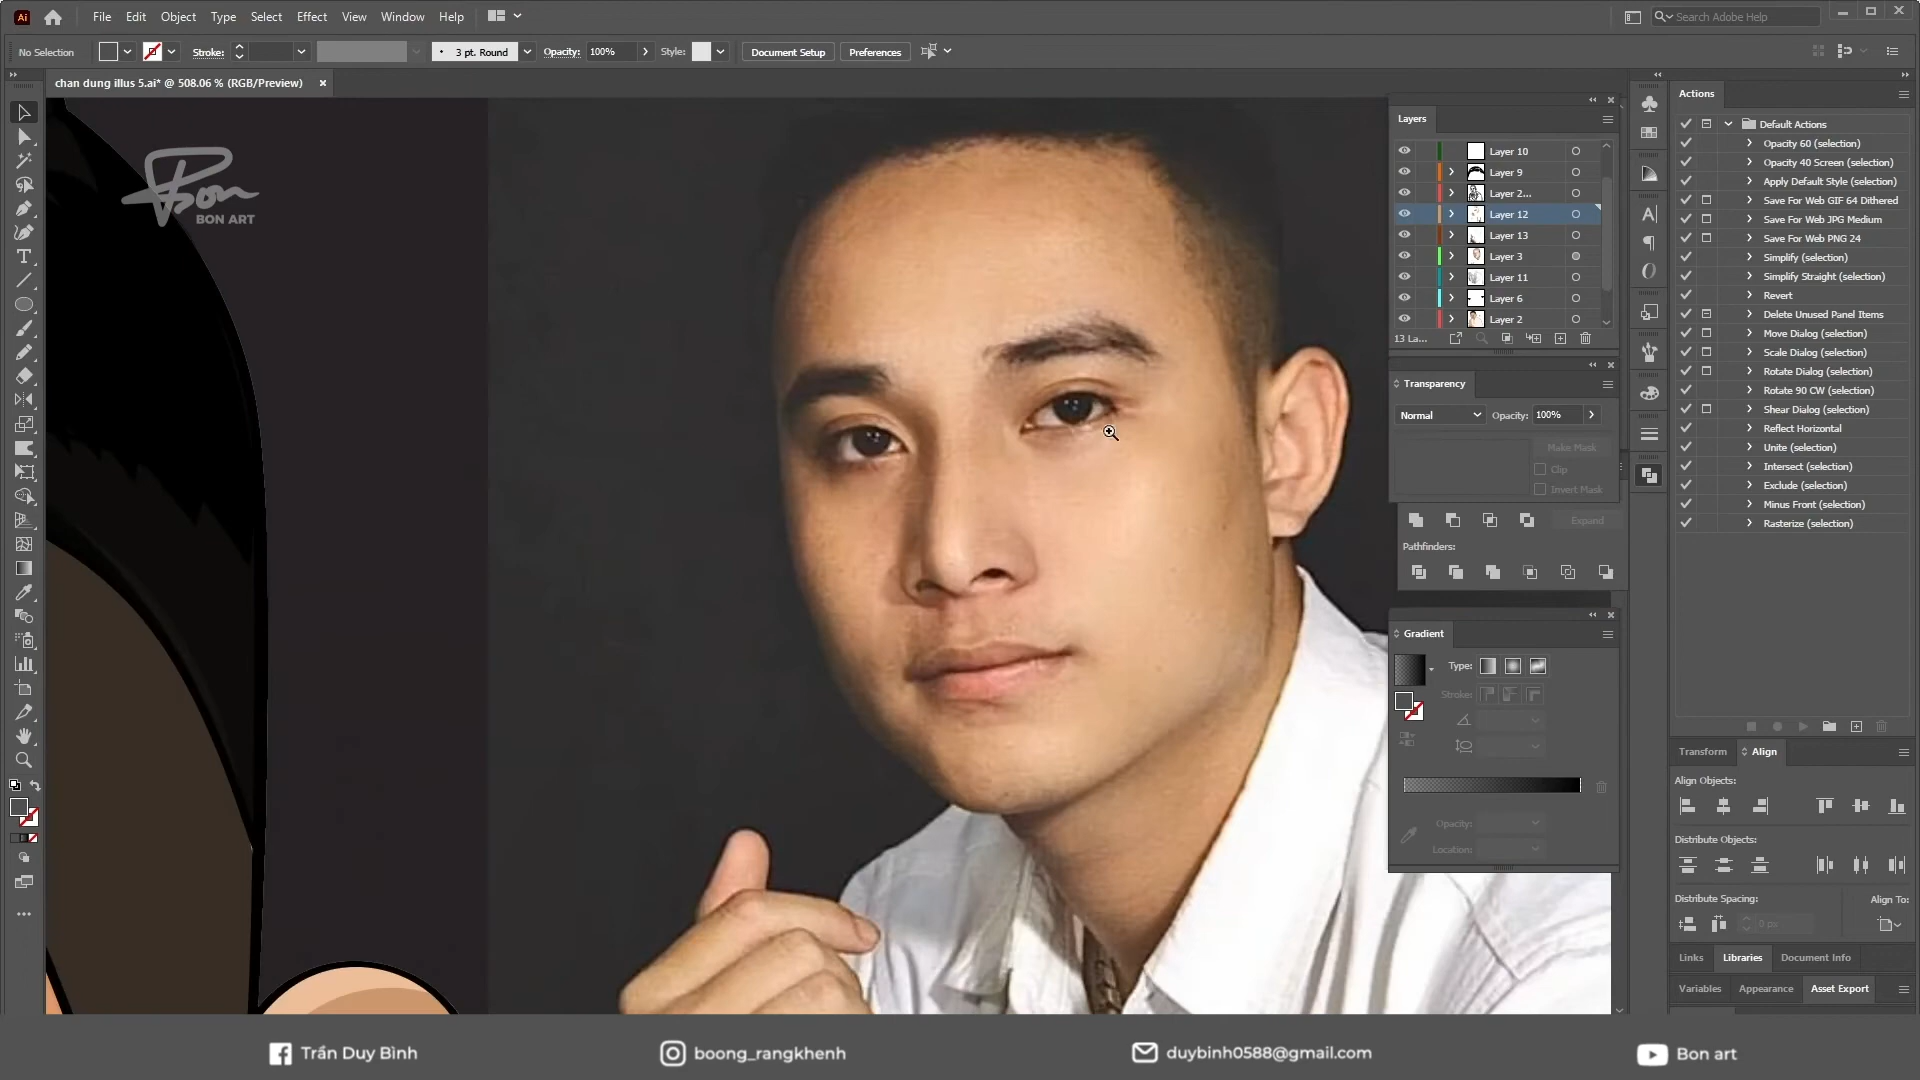 Ai
File Edit Object Type Select Effect View Window Help
Search Adobe Help
No Selection
Stroke:
3 pt. Round
Opacity: 100%
Style:
Document Setup
Preferences
chan dung illus 5.ai* @ 508.06 % (RGB/Preview)
Bon
BON ART
Layers
Layer 10
Layer 9
Layer 2...
Layer 12
Layer 13
Layer 3
Layer 11
Layer 6
Layer 2
13 La...
Transparency
Normal
Opacity: 100%
Make Mask
Clip
Invert Mask
Expand
Pathfinders:
Gradient
Type:
Stroke:
Opacity:
Location:
Actions
Default Actions
Opacity 60 (selection)
Opacity 40 Screen (selection)
Apply Default Style (selection)
Save For Web GIF 64 Dithered
Save For Web JPG Medium
Save For Web PNG 24
Simplify (selection)
Simplify Straight (selection)
Revert
Delete Unused Panel Items
Move Dialog (selection)
Scale Dialog (selection)
Rotate Dialog (selection)
Rotate 90 CW (selection)
Shear Dialog (selection)
Reflect Horizontal
Unite (selection)
Intersect (selection)
Exclude (selection)
Minus Front (selection)
Rasterize (selection)
Transform Align
Align Objects:
Distribute Objects:
Distribute Spacing:
Align To:
0 px
Links Libraries Document Info
Variables Appearance Asset Export
Trần Duy Bình
boong_rangkhenh
duybinh0588@gmail.com
Bon art